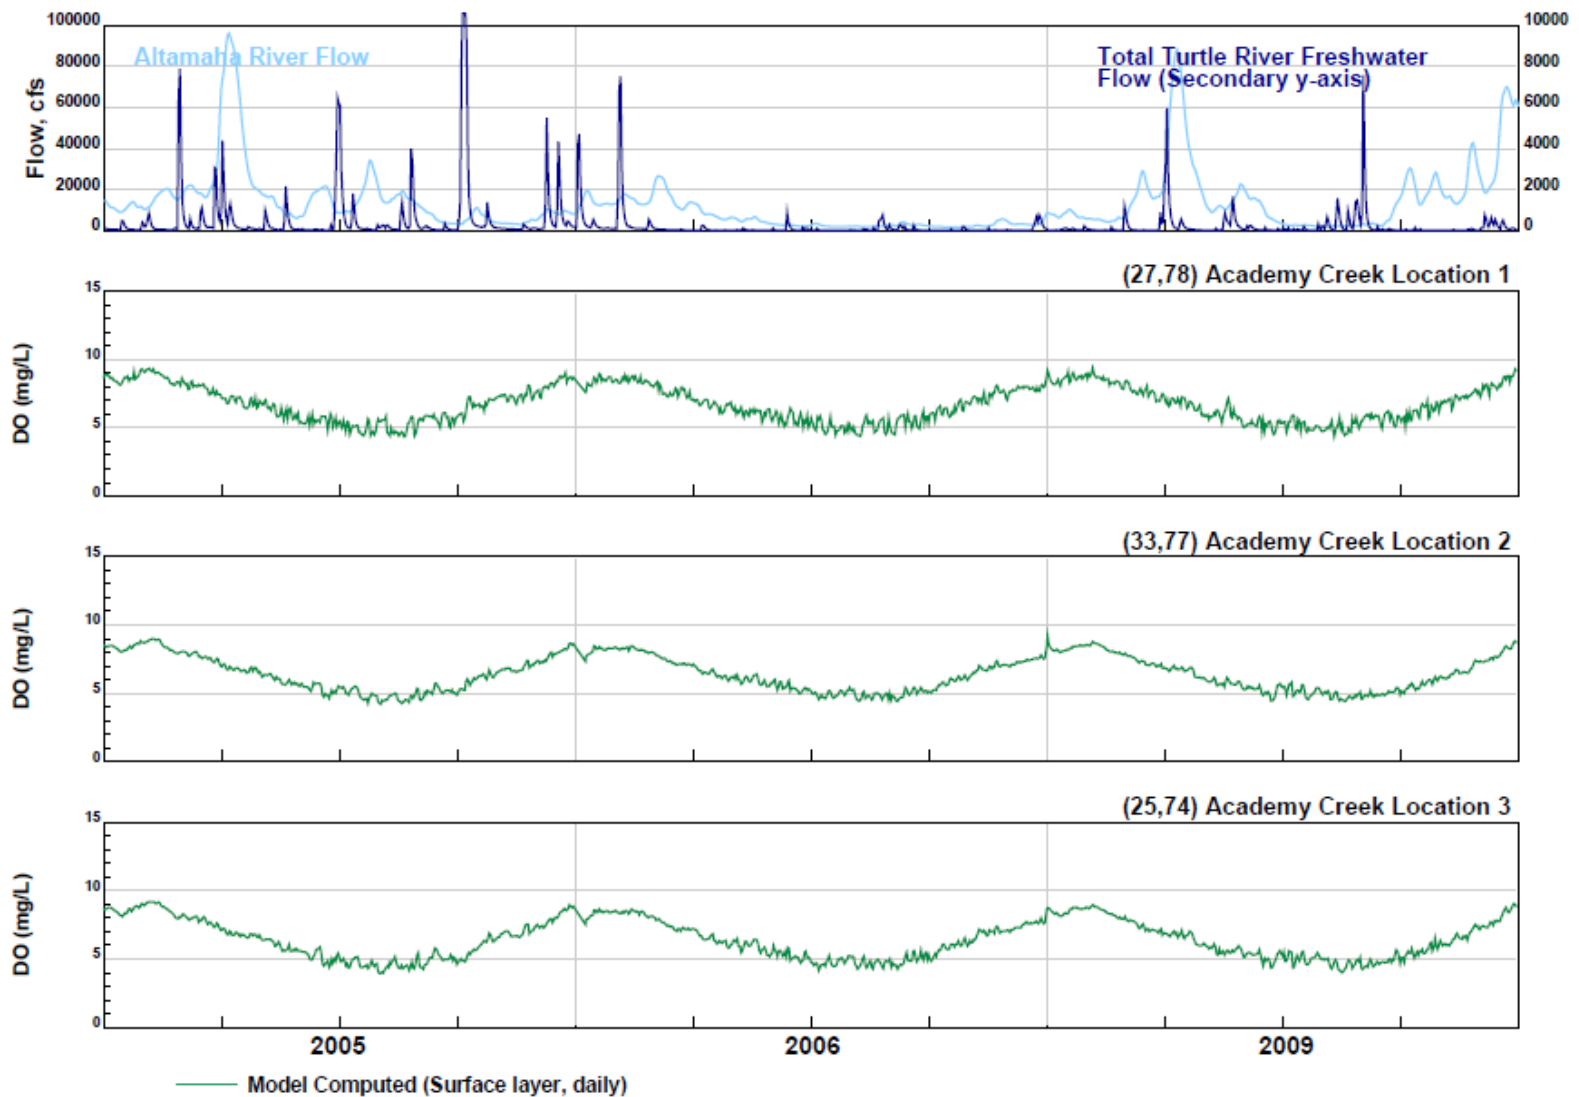 100000
80000
60000
40000
20000
0
Flow, cfs
Altamaha River Flow
Total Turtle River Freshwater
Flow (Secondary y-axis)
10000
8000
6000
4000
2000
0
(27,78) Academy Creek Location 1
15
10
5
0
DO (mg/L)
(33,77) Academy Creek Location 2
15
10
5
0
DO (mg/L)
(25,74) Academy Creek Location 3
15
10
5
0
DO (mg/L)
2005 2006 2009
Model Computed (Surface layer, daily)